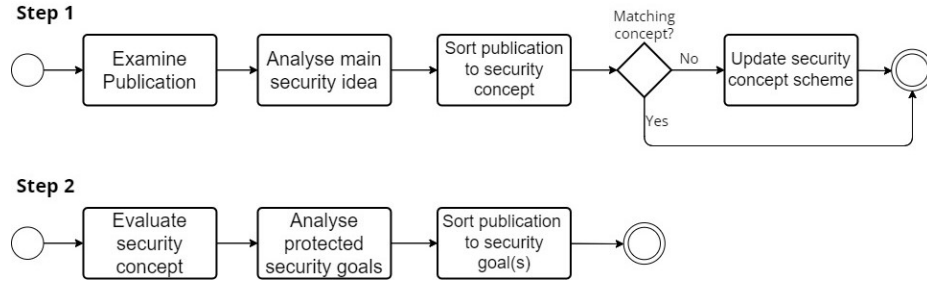 Step 1
Examine
Publication
Analyse main
security idea
Sort publication
to security
concept
Matching
concept?
No
Yes
Update security
concept scheme
Step 2
Evaluate
security
concept
Analyse
protected
security goals
Sort publication
to security
goal(s)